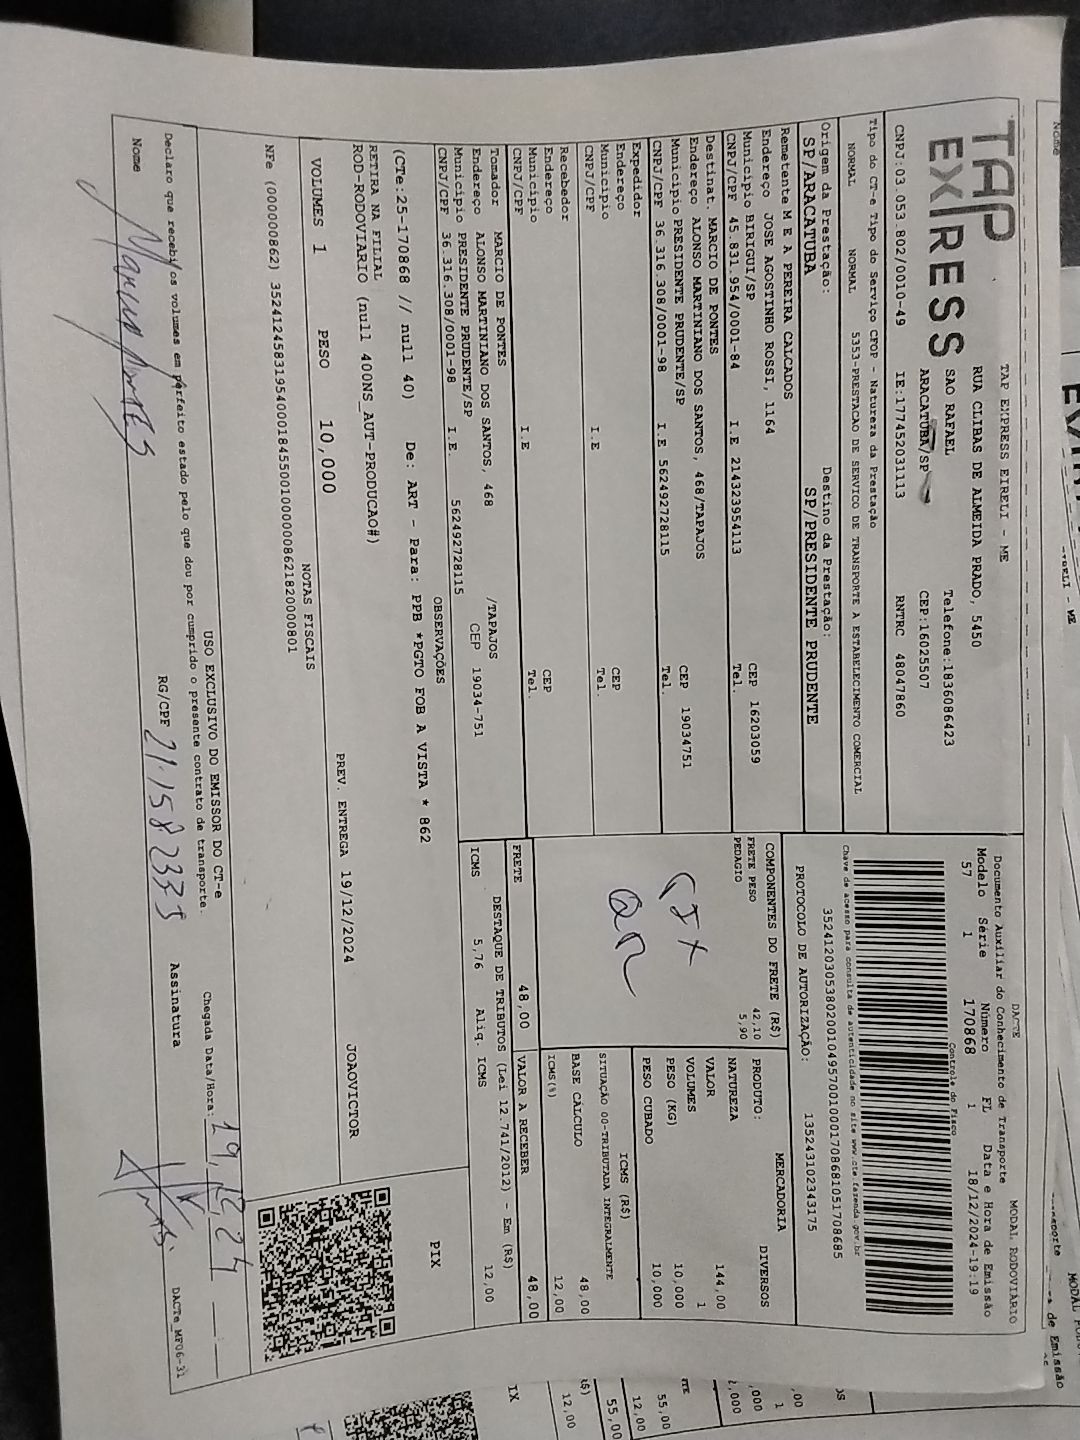 TAP
EXPRESS
TAP EXPRESS EIRELI - ME
RUA CLIBAS DE ALMEIDA PRADO, 5450
SAO RAFAEL Telefone:1836086423
ARACATUBA/SP CEP:16025507
CNPJ:03.053.802/0010-49 IE:177452031113 RNTRC 48047860
Tipo do CT-e Tipo do Serviço CFOP - Natureza da Prestação
NORMAL NORMAL 5353-PRESTACAO DE SERVICO DE TRANSPORTE A ESTABELECIMENTO COMERCIAL
Origem da Prestação: Destino da Prestação:
SP/ARACATUBA SP/PRESIDENTE PRUDENTE
Remetente M E A PEREIRA CALCADOS
Endereço JOSE AGOSTINHO ROSSI, 1164
Município BIRIGUI/SP CEP 16203059
CNPJ/CPF 45.831.954/0001-84 I.E 214323954113 Tel.
Destinat. MARCIO DE PONTES
Endereço ALONSO MARTINIANO DOS SANTOS, 468/TAPAJOS
Município PRESIDENTE PRUDENTE/SP CEP 19034751
CNPJ/CPF 36.316.308/0001-98 I.E 562492728115 Tel.
Expedidor
Endereço
Município CEP
CNPJ/CPF I.E Tel.
Recebedor
Endereço
Município CEP
CNPJ/CPF I.E Tel.
Tomador MARCIO DE PONTES
Endereço ALONSO MARTINIANO DOS SANTOS, 468 /TAPAJOS
Município PRESIDENTE PRUDENTE/SP CEP 19034-751
CNPJ/CPF 36.316.308/0001-98 I.E. 562492728115
OBSERVAÇÕES
(CTe:25-170868 // null 40) De: ART - Para: PPB *PGTO FOB A VISTA * 862
RETIRA NA FILIAL
ROD-RODOVIÁRIO (null 400NS_AUT-PRODUCAO#)
VOLUMES 1 PESO 10,000 PREV. ENTREGA 19/12/2024 JOAOVICTOR
NOTAS FISCAIS
NFe (000000862) 35241245831954000184550010000008621820000801
DACTE
MODAL RODOVIÁRIO
Documento Auxiliar do Conhecimento de Transporte
Modelo Série Número FL Data e Hora de Emissão
57 1 170868 1 18/12/2024-19:19
Controle do Fisco
Chave de acesso para consulta de autenticidade no site www.cte.fazenda.gov.br
35241203053802001049570010001708681051708685
PROTOCOLO DE AUTORIZAÇÃO: 135243102343175
COMPONENTES DO FRETE (R$)
FRETE PESO 42,10
PEDAGIO 5,90
MERCADORIA
PRODUTO: DIVERSOS
NATUREZA
VALOR 144,00
VOLUMES 1
PESO (KG) 10,000
PESO CUBADO 10,000
ICMS (R$)
SITUAÇÃO 00-TRIBUTADA INTEGRALMENTE
BASE CÁLCULO 48,00
ICMS(%) 12,00
FRETE 48,00 VALOR A RECEBER 48,00
DESTAQUE DE TRIBUTOS (Lei 12.741/2012) - Em (R$)
ICMS 5,76 Aliq. ICMS 12,00
PIX
USO EXCLUSIVO DO EMISSOR DO CT-e
Declaro que recebi os volumes em perfeito estado pelo que dou por cumprido o presente contrato de transporte.
Chegada Data/Hora: 19,12,24
Nome RG/CPF 21.1582335 Assinatura
DACTe_MF06-31